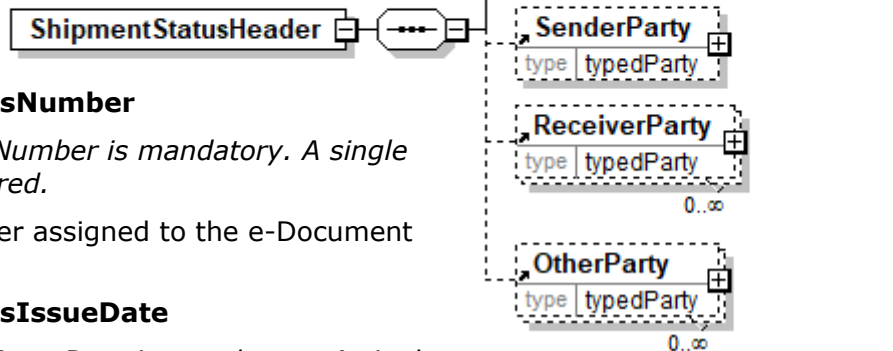 ShipmentStatusHeader
SenderParty
type typedParty
sNumber
Number is mandatory. A single
red.
er assigned to the e-Document
sIssueDate
ReceiverParty
type typedParty
0..∞
OtherParty
type typedParty
0..∞